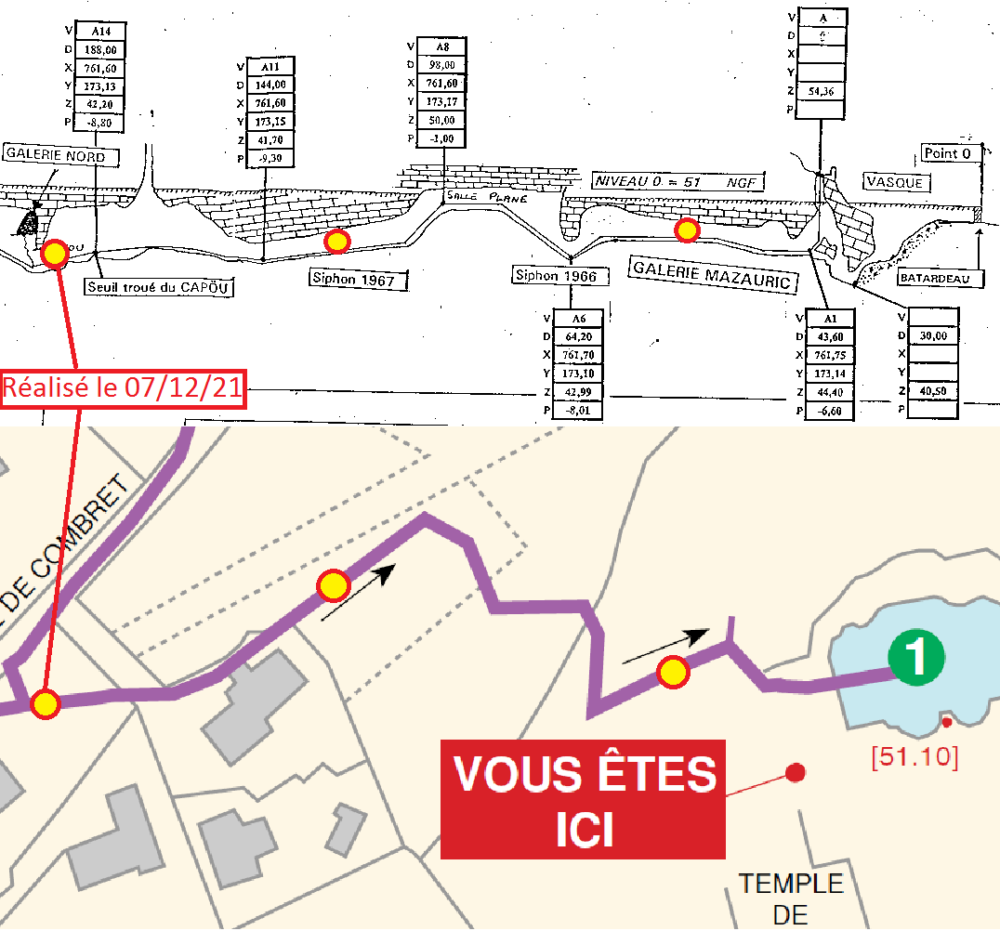 V A14
D 188,00
X 761,60
Y 173,13
Z 42,20
P -8,80
V A11
D 144,00
X 761,60
Y 173,15
Z 41,70
P -9,30
V A8
D 98,00
X 761,60
Y 173,17
Z 50,00
P -1,00
V A
D
X
Y
Z 54,36
P
GALERIE NORD
Point 0
NIVEAU 0 = 51 NGF
VASQUE
SALLE PLANE
OU
Seuil troué du CAPÖU
Siphon 1967
Siphon 1966
GALERIE MAZAURIC
BATARDEAU
V A6
D 64,20
X 761,70
Y 173,10
Z 42,99
P -8,01
V A1
D 43,60
X 761,75
Y 173,14
Z 44,40
P -6,60
V
D 30,00
X
Y
Z 40,50
P
Réalisé le 07/12/21
DE COMBRET
1
[51.10]
VOUS ÊTES
ICI
TEMPLE
DE